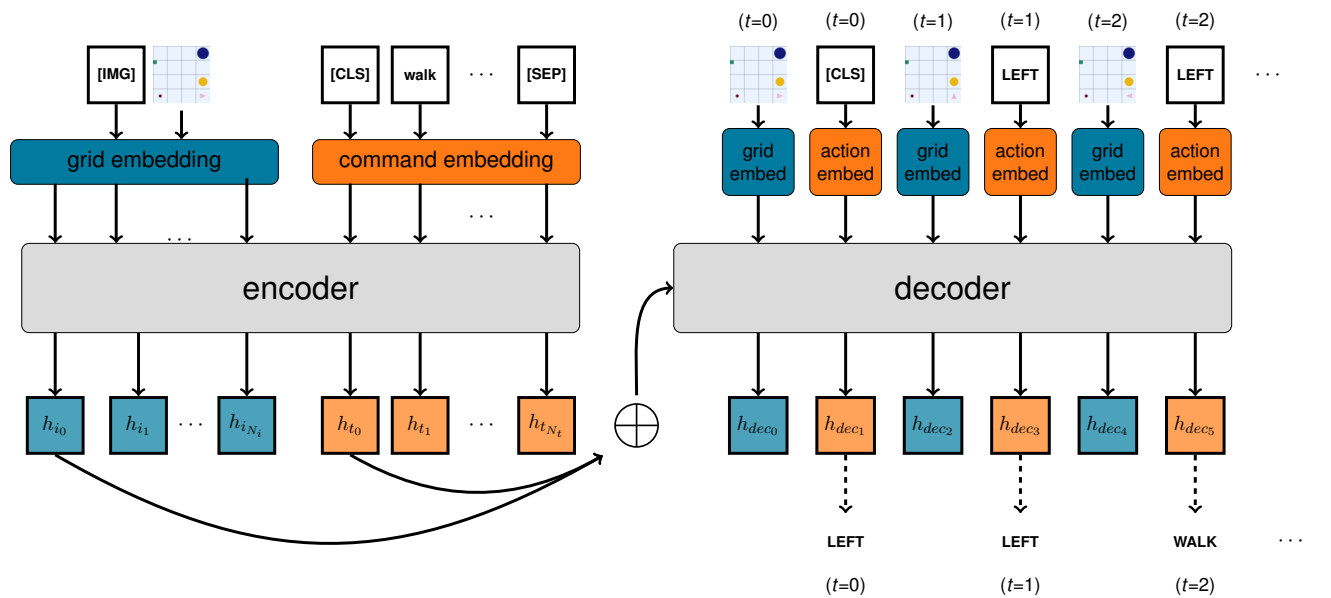 (t=0) (t=0) (t=1) (t=1) (t=2) (t=2)
[IMG] [CLS] walk ... [SEP] [CLS] LEFT LEFT ...
grid embedding command embedding
grid embed action embed grid embed action embed grid embed action embed
... ...
encoder decoder
h_{i_0} h_{i_1} ... h_{i_{N_i}} h_{t_0} h_{t_1} ... h_{t_{N_t}} h_{dec_0} h_{dec_1} h_{dec_2} h_{dec_3} h_{dec_4} h_{dec_5}
LEFT LEFT WALK ...
(t=0) (t=1) (t=2)